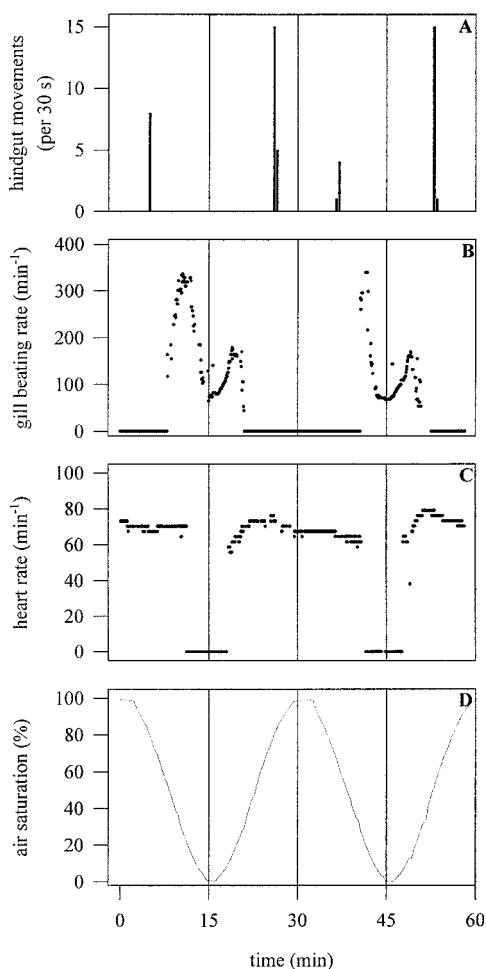 A
hindgut movements
(per 30 s)
15
10
5
0
B
gill beating rate (min⁻¹)
400
300
200
100
0
C
heart rate (min⁻¹)
100
80
60
40
20
0
D
air saturation (%)
100
80
60
40
20
0
0 15 30 45 60
time (min)